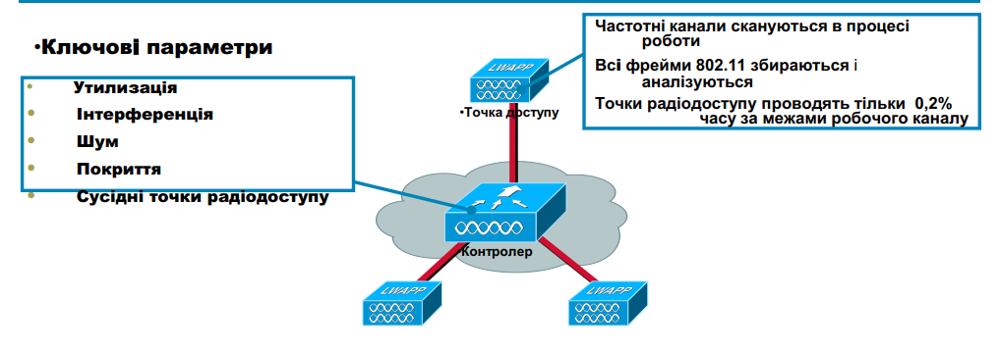 •Ключові параметри
• Утилизація
• Інтерференція
• Шум
• Покриття
• Сусідні точки радіодоступу
Частотні канали скануються в процесі
роботи
Всі фрейми 802.11 збираються і
аналізуються
Точки радіодоступу проводять тільки 0,2%
часу за межами робочого каналу
LWAPP
•Точка доступу
•Контролер
LWAPP
LWAPP